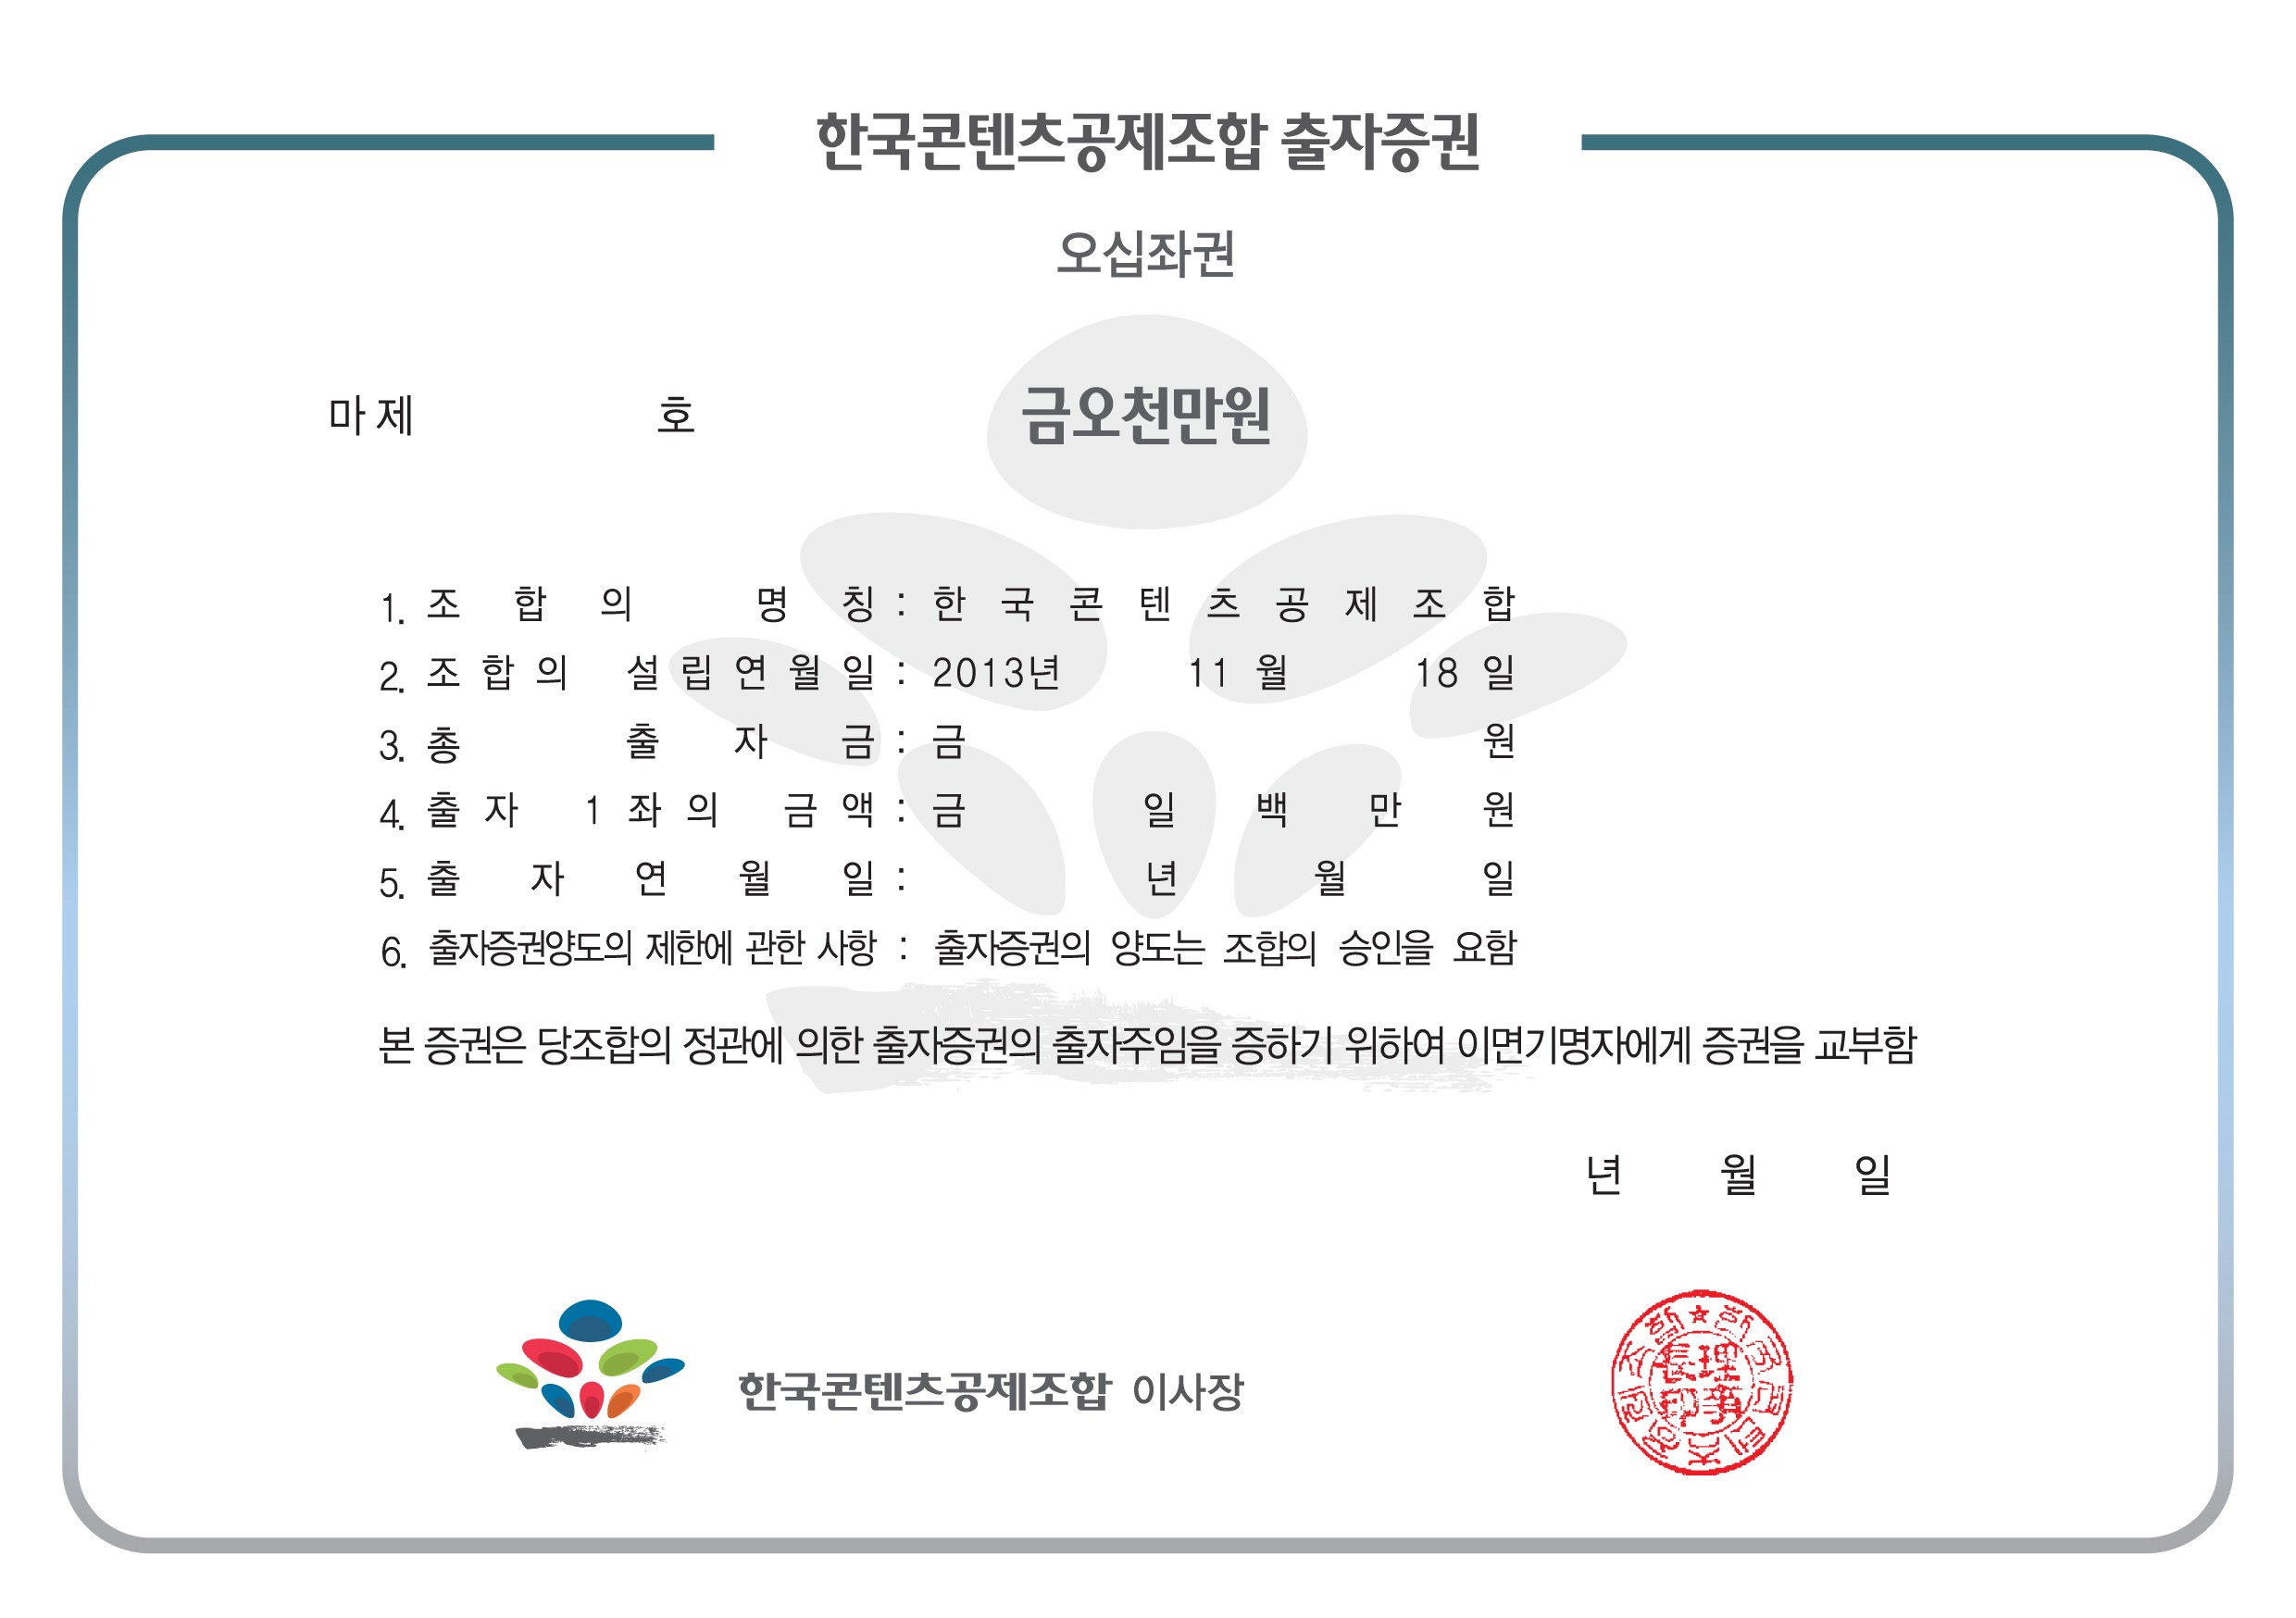 한국콘텐츠공제조합 출자증권
오십좌권
마제 호 금오천만원
1. 조합의 명칭 : 한국콘텐츠공제조합
2. 조합의 설립연월일 : 2013년 11월 18일
3. 총 출자금 : 금 원
4. 출자 1좌의 금액 : 금 일백만원
5. 출자연월일 : 년 월 일
6. 출자증권양도의 제한에 관한 사항 : 출자증권의 양도는 조합의 승인을 요함
본 증권은 당조합의 정관에 의한 출자증권의 출자주임을 증하기 위하여 이면기명자에게 증권을 교부함
년 월 일
한국콘텐츠공제조합 이사장